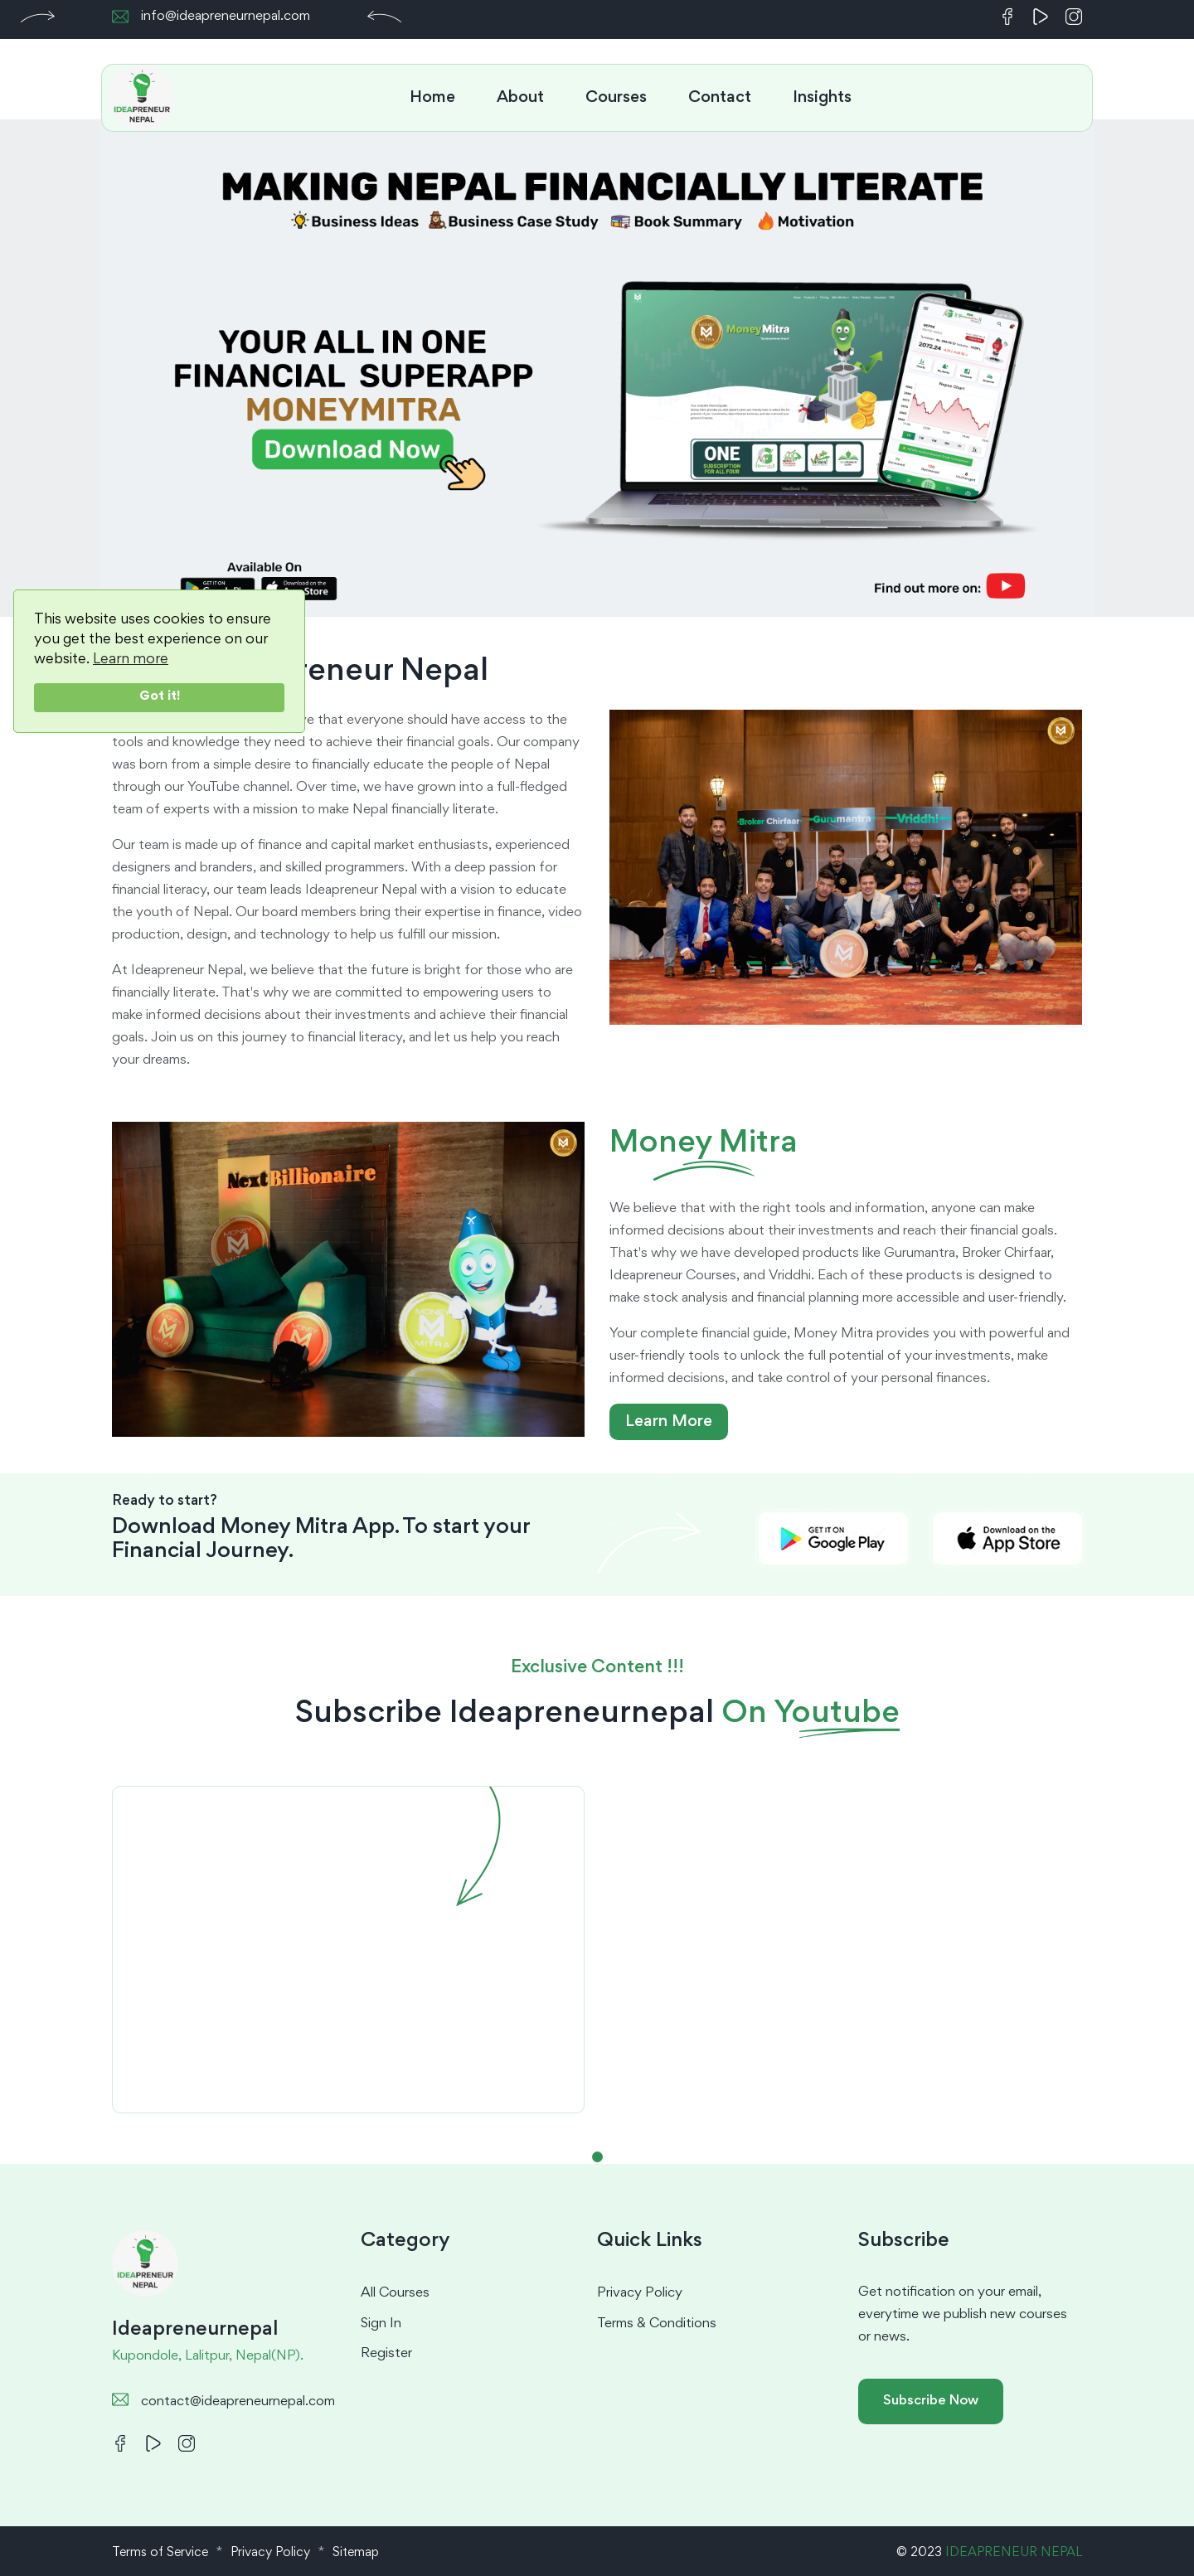 info@ideapreneurnepal.com
IDEAPRENEUR
NEPAL
Home About Courses Contact Insights
MAKING NEPAL FINANCIALLY LITERATE
Business Ideas Business Case Study Book Summary Motivation
YOUR ALL IN ONE
FINANCIAL SUPERAPP
MONEYMITRA
Download Now
MoneyMitra
ONE
SUBSCRIPTION
FOR ALL FOUR
2072.24
Available On
GET IT ON
Download on the
Store
Find out more on:
This website uses cookies to ensure
you get the best experience on our
website. Learn more
Got it!
reneur Nepal
that everyone should have access to the
tools and knowledge they need to achieve their financial goals. Our company
was born from a simple desire to financially educate the people of Nepal
through our YouTube channel. Over time, we have grown into a full-fledged
team of experts with a mission to make Nepal financially literate.
Our team is made up of finance and capital market enthusiasts, experienced
designers and branders, and skilled programmers. With a deep passion for
financial literacy, our team leads Ideapreneur Nepal with a vision to educate
the youth of Nepal. Our board members bring their expertise in finance, video
production, design, and technology to help us fulfill our mission.
At Ideapreneur Nepal, we believe that the future is bright for those who are
financially literate. That's why we are committed to empowering users to
make informed decisions about their investments and achieve their financial
goals. Join us on this journey to financial literacy, and let us help you reach
your dreams.
Broker Chirfaar Gurumantra Vriddhi
Next Billionaire
MONEY
MITRA
Money Mitra
We believe that with the right tools and information, anyone can make
informed decisions about their investments and reach their financial goals.
That's why we have developed products like Gurumantra, Broker Chirfaar,
Ideapreneur Courses, and Vriddhi. Each of these products is designed to
make stock analysis and financial planning more accessible and user-friendly.
Your complete financial guide, Money Mitra provides you with powerful and
user-friendly tools to unlock the full potential of your investments, make
informed decisions, and take control of your personal finances.
Learn More
Ready to start?
Download Money Mitra App. To start your
Financial Journey.
GET IT ON
Google Play
Download on the
App Store
Exclusive Content !!!
Subscribe Ideapreneurnepal On Youtube
IDEAPRENEUR
NEPAL
Ideapreneurnepal
Kupondole, Lalitpur, Nepal(NP).
contact@ideapreneurnepal.com
Category
All Courses
Sign In
Register
Quick Links
Privacy Policy
Terms & Conditions
Subscribe
Get notification on your email,
everytime we publish new courses
or news.
Subscribe Now
Terms of Service * Privacy Policy * Sitemap
© 2023 IDEAPRENEUR NEPAL